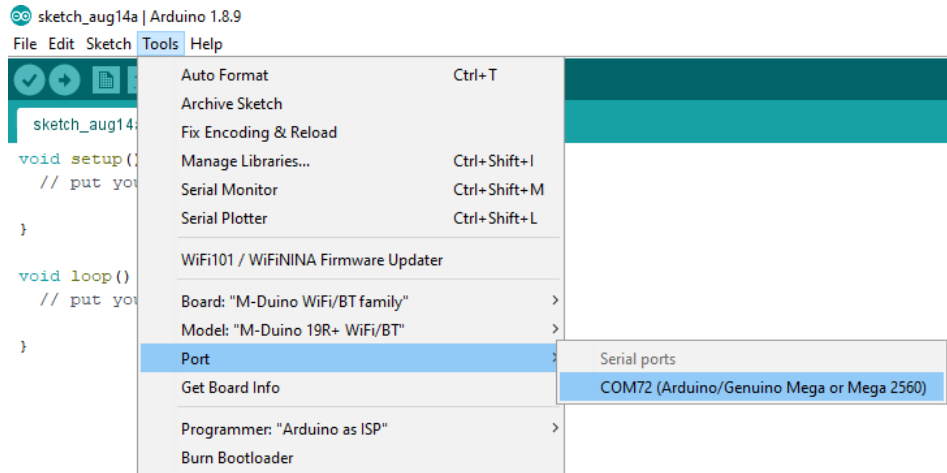 sketch_aug14a | Arduino 1.8.9
File Edit Sketch Tools Help
Auto Format Ctrl+T
Archive Sketch
sketch_aug14a
Fix Encoding & Reload
void setup()
Manage Libraries... Ctrl+Shift+I
// put you
Serial Monitor Ctrl+Shift+M
Serial Plotter Ctrl+Shift+L
}
WiFi101 / WiFiNINA Firmware Updater
void loop()
// put you
Board: "M-Duino WiFi/BT family"
Model: "M-Duino 19R+ WiFi/BT"
}
Port
Serial ports
Get Board Info
COM72 (Arduino/Genuino Mega or Mega 2560)
Programmer: "Arduino as ISP"
Burn Bootloader